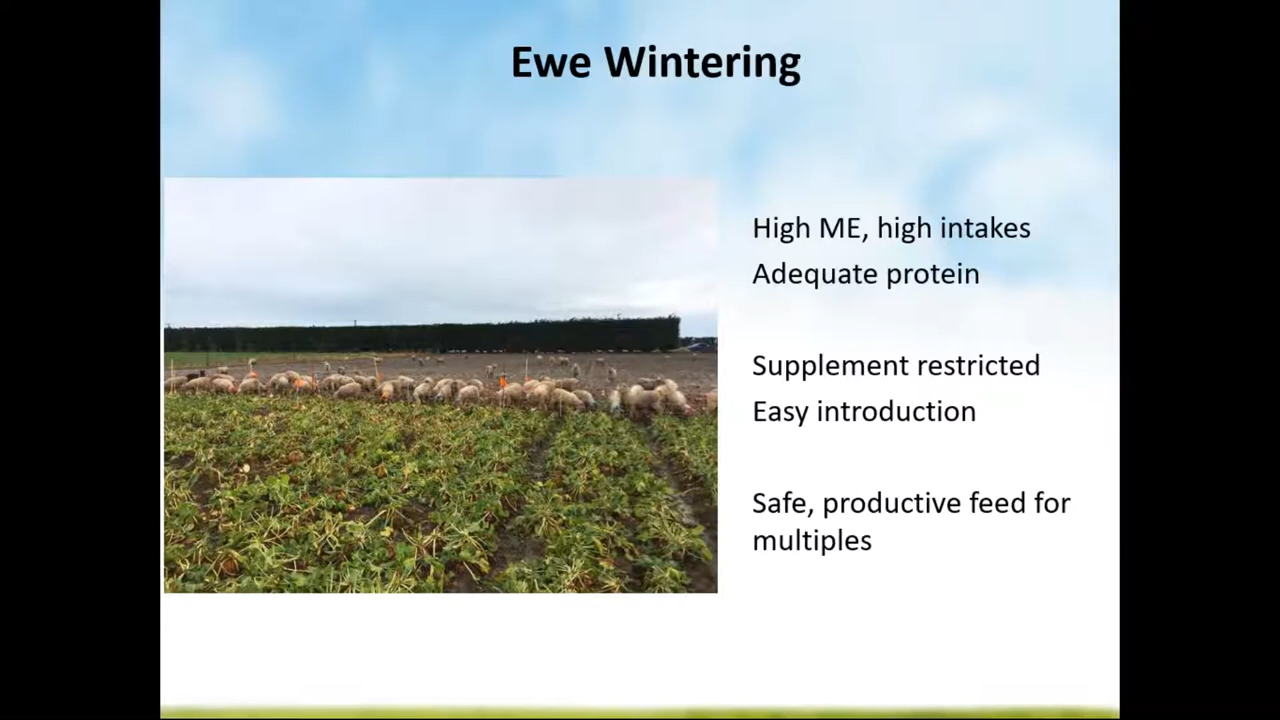 Ewe Wintering
High ME, high intakes
Adequate protein
Supplement restricted
Easy introduction
Safe, productive feed for
multiples